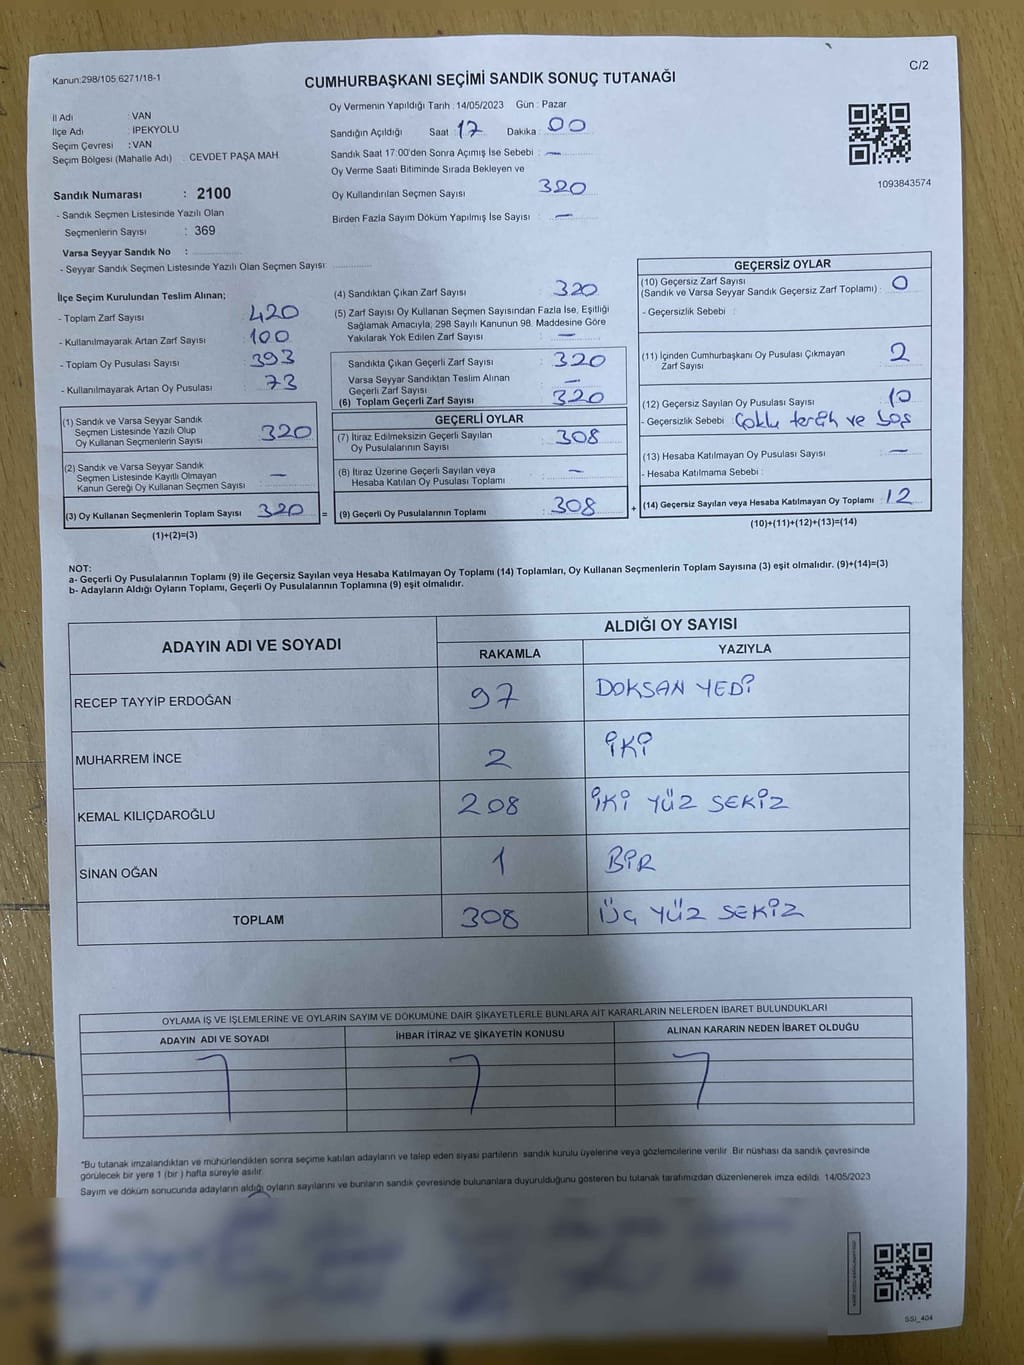 Kanun:298/105,6271/18-1
C/2
CUMHURBAŞKANI SEÇİMİ SANDIK SONUÇ TUTANAĞI
İl Adı : VAN
İlçe Adı : İPEKYOLU
Seçim Çevresi : VAN
Seçim Bölgesi (Mahalle Adı) : CEVDET PAŞA MAH.
Oy Vermenin Yapıldığı Tarih : 14/05/2023 Gün : Pazar
Sandığın Açıldığı Saat : 17 Dakika : 00
Sandık Saat 17:00'den Sonra Açılmış İse Sebebi : —
Oy Verme Saati Bitiminde Sırada Bekleyen ve
Oy Kullandırılan Seçmen Sayısı : 320
Birden Fazla Sayım Döküm Yapılmış İse Sayısı : —
1093843574
Sandık Numarası : 2100
- Sandık Seçmen Listesinde Yazılı Olan
Seçmenlerin Sayısı : 369
Varsa Seyyar Sandık No :
- Seyyar Sandık Seçmen Listesinde Yazılı Olan Seçmen Sayısı:
İlçe Seçim Kurulundan Teslim Alınan;
- Toplam Zarf Sayısı : 420
- Kullanılmayarak Artan Zarf Sayısı : 100
- Toplam Oy Pusulası Sayısı : 393
- Kullanılmayarak Artan Oy Pusulası : 73
(1) Sandık ve Varsa Seyyar Sandık
Seçmen Listesinde Yazılı Olup
Oy Kullanan Seçmenlerin Sayısı : 320
(2) Sandık ve Varsa Seyyar Sandık
Seçmen Listesinde Kayıtlı Olmayan
Kanun Gereği Oy Kullanan Seçmen Sayısı : —
(3) Oy Kullanan Seçmenlerin Toplam Sayısı : 320
(1)+(2)=(3)
(4) Sandıktan Çıkan Zarf Sayısı : 320
(5) Zarf Sayısı Oy Kullanan Seçmen Sayısından Fazla İse, Eşitliği
Sağlamak Amacıyla, 298 Sayılı Kanunun 98. Maddesine Göre
Yakılarak Yok Edilen Zarf Sayısı : —
Sandıkta Çıkan Geçerli Zarf Sayısı : 320
Varsa Seyyar Sandıktan Teslim Alınan
Geçerli Zarf Sayısı : —
(6) Toplam Geçerli Zarf Sayısı : 320
GEÇERLİ OYLAR
(7) İtiraz Edilmeksizin Geçerli Sayılan
Oy Pusulalarının Sayısı : 308
(8) İtiraz Üzerine Geçerli Sayılan veya
Hesaba Katılan Oy Pusulası Toplamı : —
= (9) Geçerli Oy Pusulalarının Toplamı : 308
GEÇERSİZ OYLAR
(10) Geçersiz Zarf Sayısı
(Sandık ve Varsa Seyyar Sandık Geçersiz Zarf Toplamı) : 0
- Geçersizlik Sebebi :
(11) İçinden Cumhurbaşkanı Oy Pusulası Çıkmayan
Zarf Sayısı : 2
(12) Geçersiz Sayılan Oy Pusulası Sayısı : 10
- Geçersizlik Sebebi : Çoklu tercih ve boş
(13) Hesaba Katılmayan Oy Pusulası Sayısı : —
- Hesaba Katılmama Sebebi :
+ (14) Geçersiz Sayılan veya Hesaba Katılmayan Oy Toplamı : 12
(10)+(11)+(12)+(13)=(14)
NOT:
a- Geçerli Oy Pusulalarının Toplamı (9) ile Geçersiz Sayılan veya Hesaba Katılmayan Oy Toplamı (14) Toplamları, Oy Kullanan Seçmenlerin Toplam Sayısına (3) eşit olmalıdır. (9)+(14)=(3)
b- Adayların Aldığı Oyların Toplamı, Geçerli Oy Pusulalarının Toplamına (9) eşit olmalıdır.
ADAYIN ADI VE SOYADI
ALDIĞI OY SAYISI
RAKAMLA YAZIYLA
RECEP TAYYİP ERDOĞAN 97 DOKSAN YEDİ
MUHARREM İNCE 2 İKİ
KEMAL KILIÇDAROĞLU 208 İKİ YÜZ SEKİZ
SİNAN OĞAN 1 BİR
TOPLAM 308 ÜÇ YÜZ SEKİZ
OYLAMA İŞ VE İŞLEMLERİNE VE OYLARIN SAYIM VE DÖKÜMÜNE DAİR ŞİKAYETLERLE BUNLARA AİT KARARLARIN NELERDEN İBARET BULUNDUKLARI
ADAYIN ADI VE SOYADI İHBAR İTİRAZ VE ŞİKAYETİN KONUSU ALINAN KARARIN NEDEN İBARET OLDUĞU
*Bu tutanak imzalandıktan ve mühürlendikten sonra seçime katılan adayların ve talep eden siyasi partilerin sandık kurulu üyelerine veya gözlemcilerine verilir. Bir nüshası da sandık çevresinde
görülecek bir yere 1 (bir ) hafta süreyle asılır.
Sayım ve döküm sonucunda adayların aldığı oyların sayılarını ve bunların sandık çevresinde bulunanlara duyurulduğunu gösteren bu tutanak tarafımızdan düzenlenerek imza edildi. 14/05/2023
SSI_404